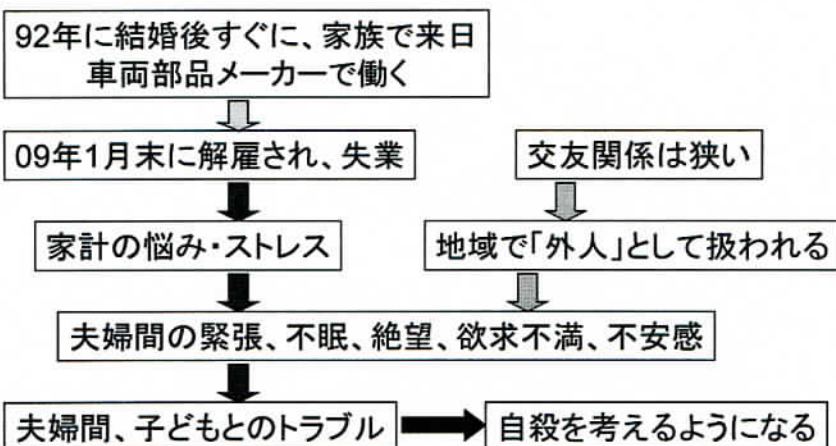 92年に結婚後すぐに、家族で来日
車両部品メーカーで働く
09年1月末に解雇され、失業
交友関係は狭い
家計の悩み・ストレス
地域で「外人」として扱われる
夫婦間の緊張、不眠、絶望、欲求不満、不安感
夫婦間、子どもとのトラブル
自殺を考えるようになる